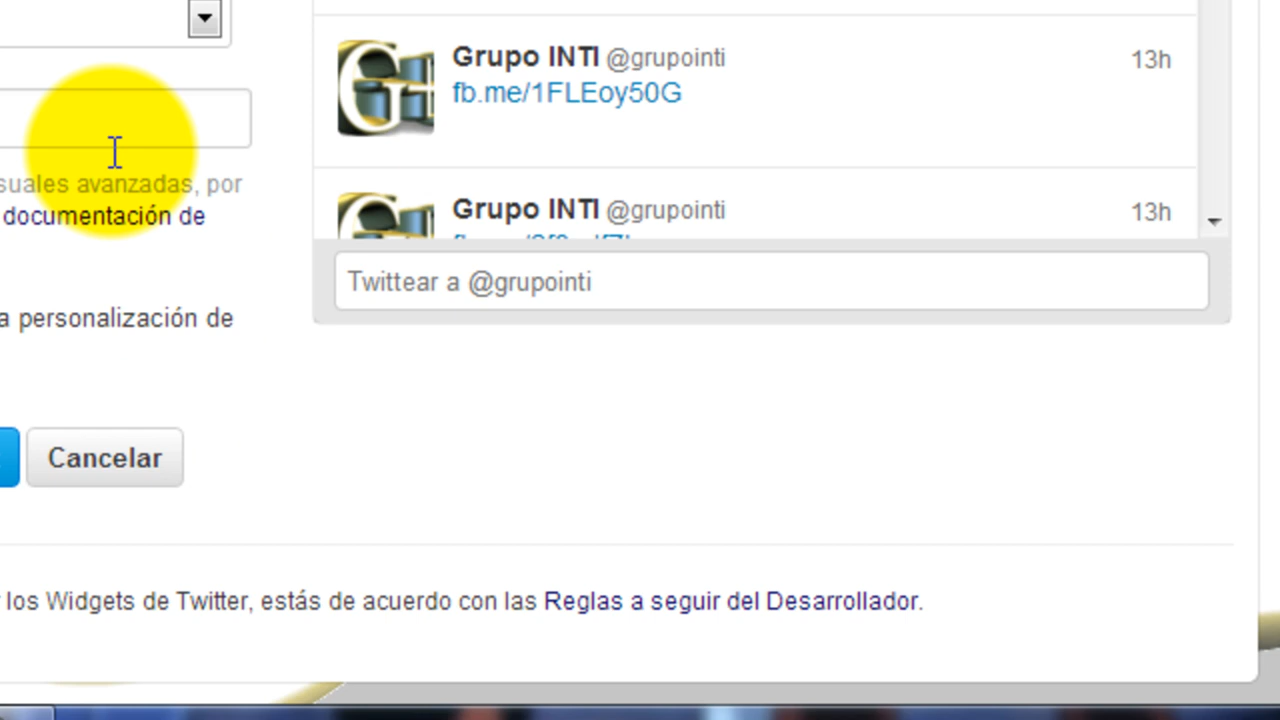 Grupo INTI @grupointi 13h
fb.me/1FLEoy50G
suales avanzadas, por
documentación de
Grupo INTI @grupointi 13h
Twittear a @grupointi
a personalización de
Cancelar
los Widgets de Twitter, estás de acuerdo con las Reglas a seguir del Desarrollador.